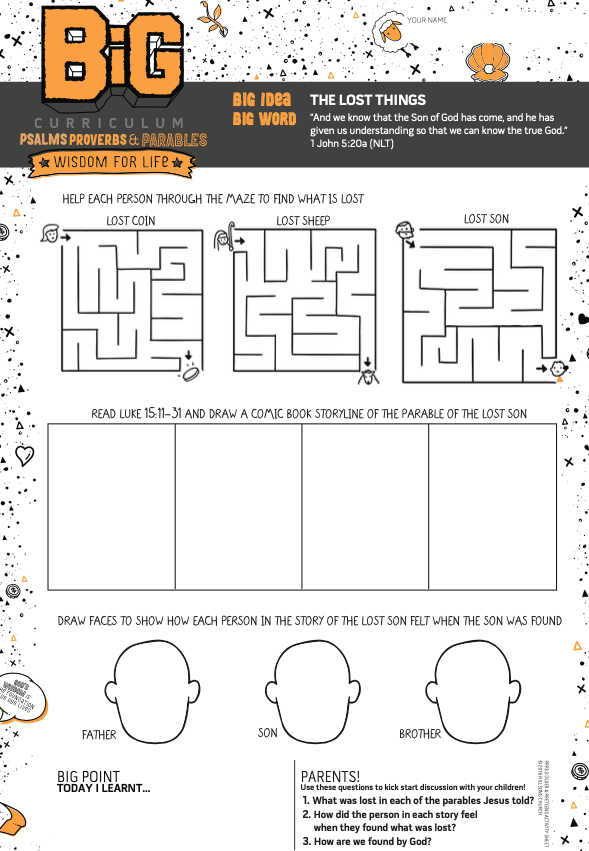 YOUR NAME
BiG
CURRICULUM
PSALMS PROVERBS & PARABLES
WISDOM FOR LIFE
BIG IDEA
THE LOST THINGS
BIG WORD
"And we know that the Son of God has come, and he has
given us understanding so that we can know the true God."
1 John 5:20a (NLT)
HELP EACH PERSON THROUGH THE MAZE TO FIND WHAT IS LOST
LOST COIN
LOST SHEEP
LOST SON
READ LUKE 15:11-31 AND DRAW A COMIC BOOK STORYLINE OF THE PARABLE OF THE LOST SON
DRAW FACES TO SHOW HOW EACH PERSON IN THE STORY OF THE LOST SON FELT WHEN THE SON WAS FOUND
FATHER
SON
BROTHER
BIG POINT
TODAY I LEARNT...
PARENTS!
Use these questions to kick start discussion with your children!
1. What was lost in each of the parables Jesus told?
2. How did the person in each story feel
when they found what was lost?
3. How are we found by God?